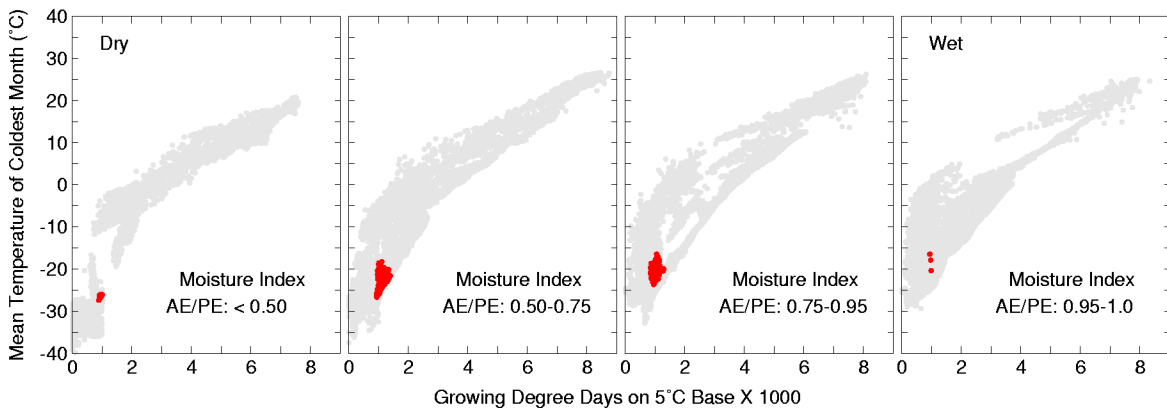 Mean Temperature of Coldest Month (°C)
40
30
20
10
0
-10
-20
-30
-40
Dry
Moisture Index
AE/PE: < 0.50
0 2 4 6 8
Moisture Index
AE/PE: 0.50-0.75
0 2 4 6 8
Moisture Index
AE/PE: 0.75-0.95
0 2 4 6 8
Wet
Moisture Index
AE/PE: 0.95-1.0
0 2 4 6 8
Growing Degree Days on 5°C Base X 1000